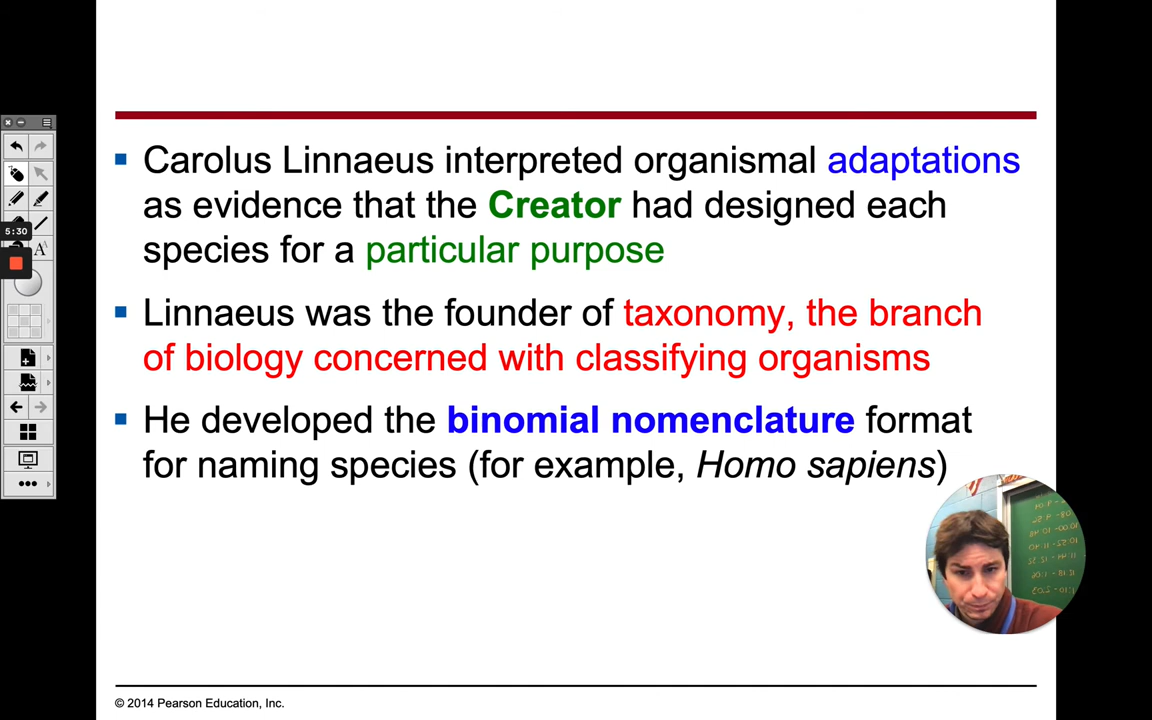 Carolus Linnaeus interpreted organismal adaptations
as evidence that the Creator had designed each
species for a particular purpose
Linnaeus was the founder of taxonomy, the branch
of biology concerned with classifying organisms
He developed the binomial nomenclature format
for naming species (for example, Homo sapiens)
5:30
A
© 2014 Pearson Education, Inc.